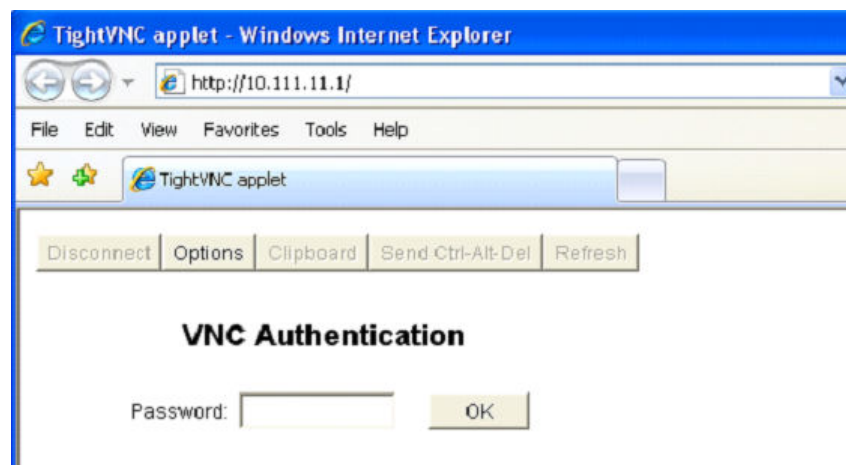 TightVNC applet - Windows Internet Explorer
http://10.111.11.1/
File Edit View Favorites Tools Help
TightVNC applet
Disconnect Options Clipboard Send Ctrl-Alt-Del Refresh
VNC Authentication
Password: OK